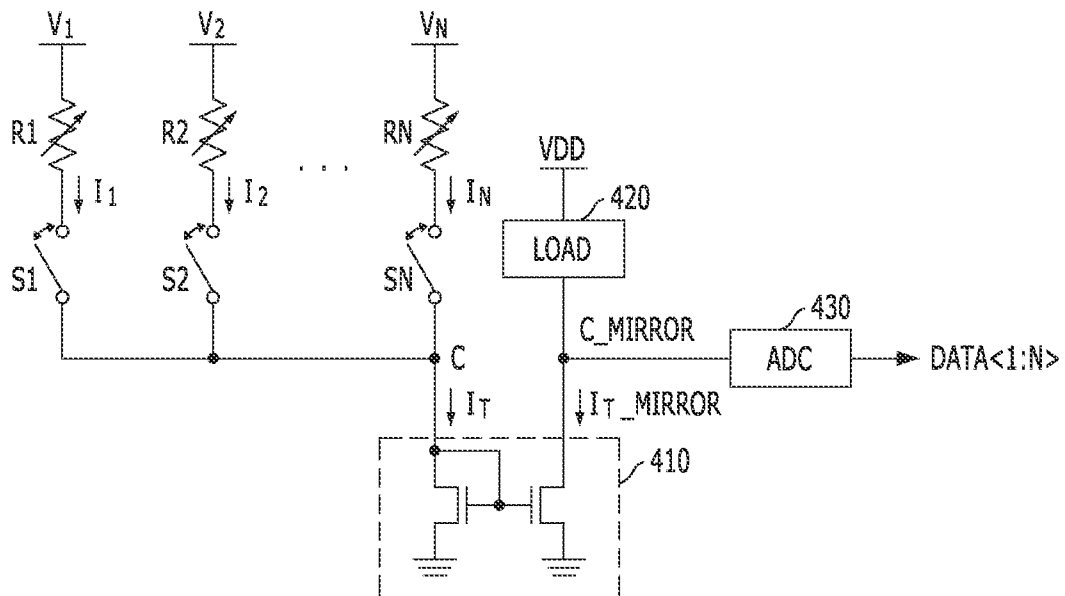 V1 V2 VN
R1 R2 RN
. . .
VDD
I1 I2 IN
420
LOAD
S1 S2 SN
430
C_MIRROR
ADC
DATA<1:N>
C
IT IT_MIRROR
410